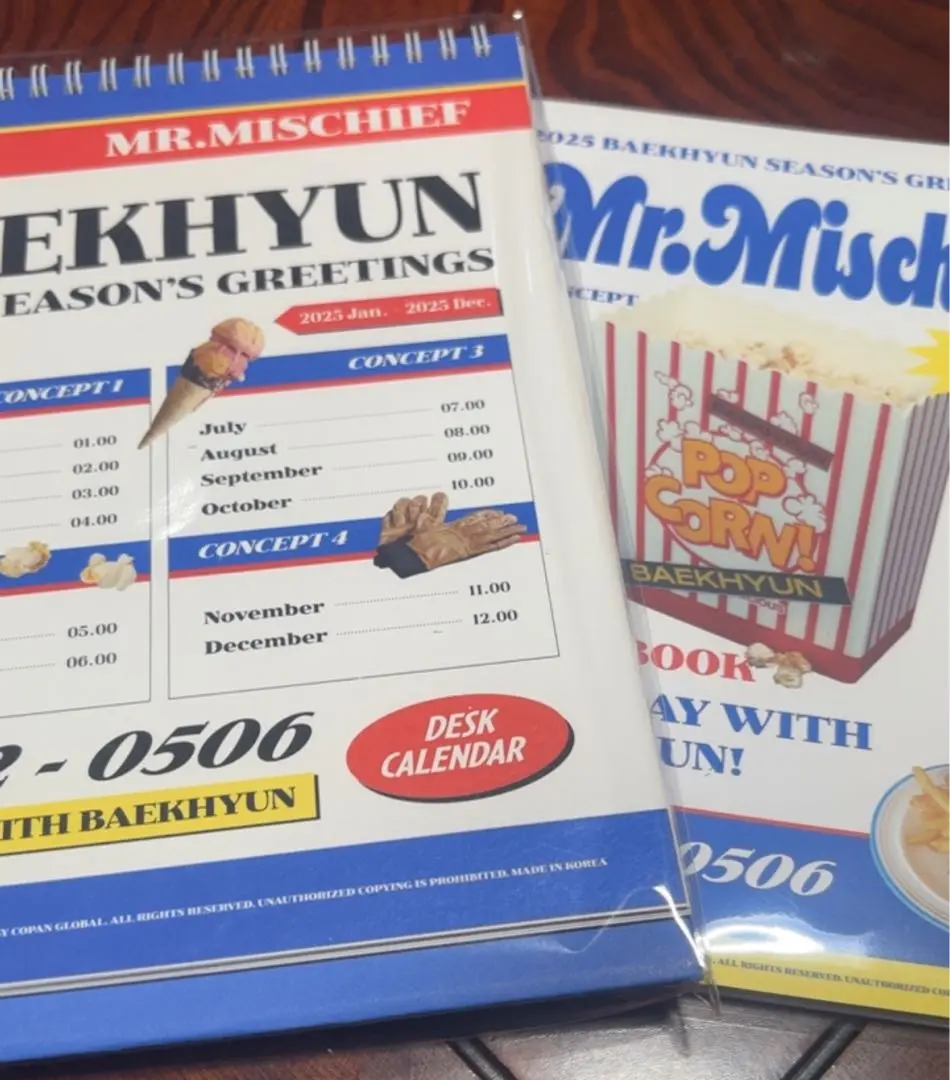 MR.MISCHIEF
EKHYUN
EASON'S GREETINGS
2025 Jan. - 2025 Dec.
CONCEPT 1
01.00
02.00
03.00
04.00
05.00
06.00
CONCEPT 3
July 07.00
August 08.00
September 09.00
October 10.00
CONCEPT 4
November 11.00
December 12.00
2 - 0506
ITH BAEKHYUN
DESK
CALENDAR
Y COPAN GLOBAL. ALL RIGHTS RESERVED. UNAUTHORIZED COPYING IS PROHIBITED. MADE IN KOREA
2025 BAEKHYUN SEASON'S GRE
Mr.Misch
NCEPT
POP
CORN!
BAEKHYUN
BOOK
AY WITH
UN!
0506
. ALL RIGHTS RESERVED. UNAUTHORIZED CO